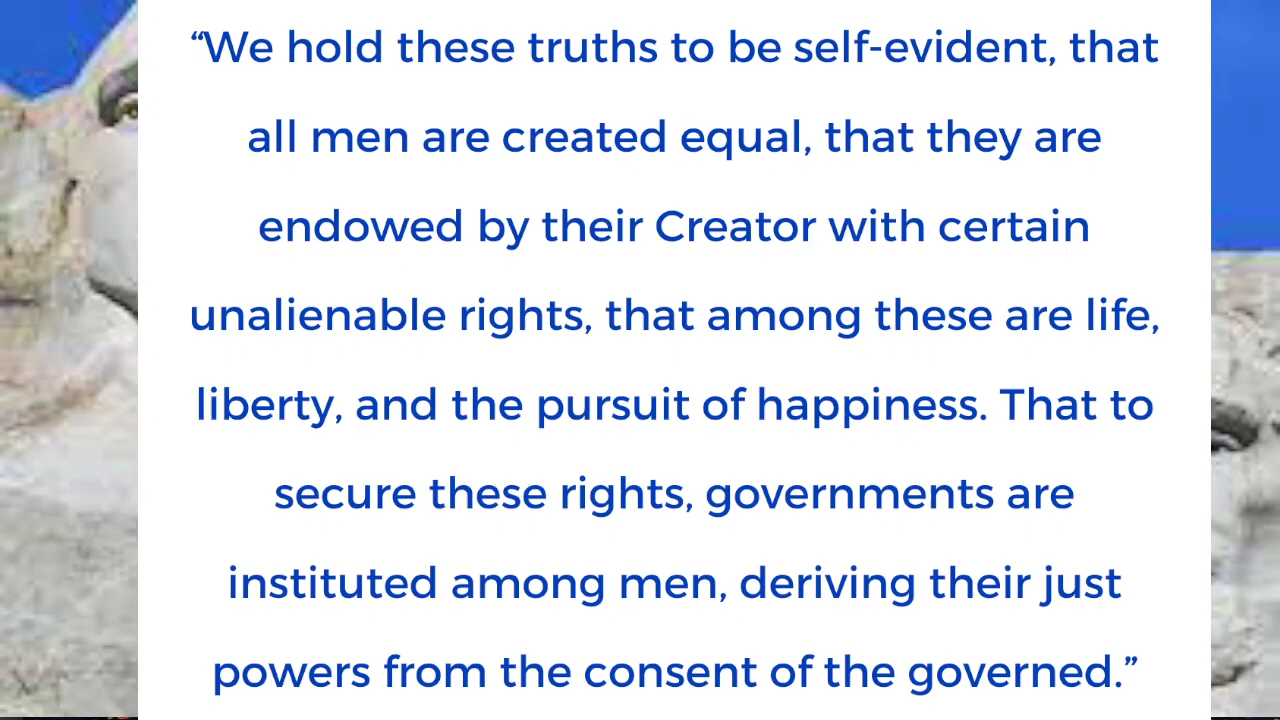 “We hold these truths to be self-evident, that
all men are created equal, that they are
endowed by their Creator with certain
unalienable rights, that among these are life,
liberty, and the pursuit of happiness. That to
secure these rights, governments are
instituted among men, deriving their just
powers from the consent of the governed.”